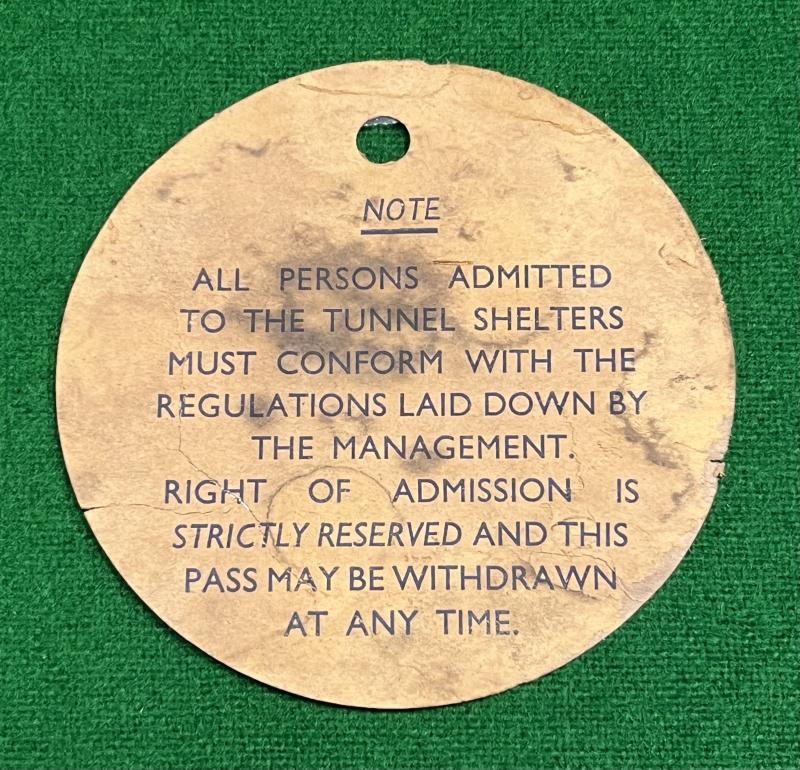 NOTE
ALL PERSONS ADMITTED
TO THE TUNNEL SHELTERS
MUST CONFORM WITH THE
REGULATIONS LAID DOWN BY
THE MANAGEMENT.
RIGHT OF ADMISSION IS
STRICTLY RESERVED AND THIS
PASS MAY BE WITHDRAWN
AT ANY TIME.